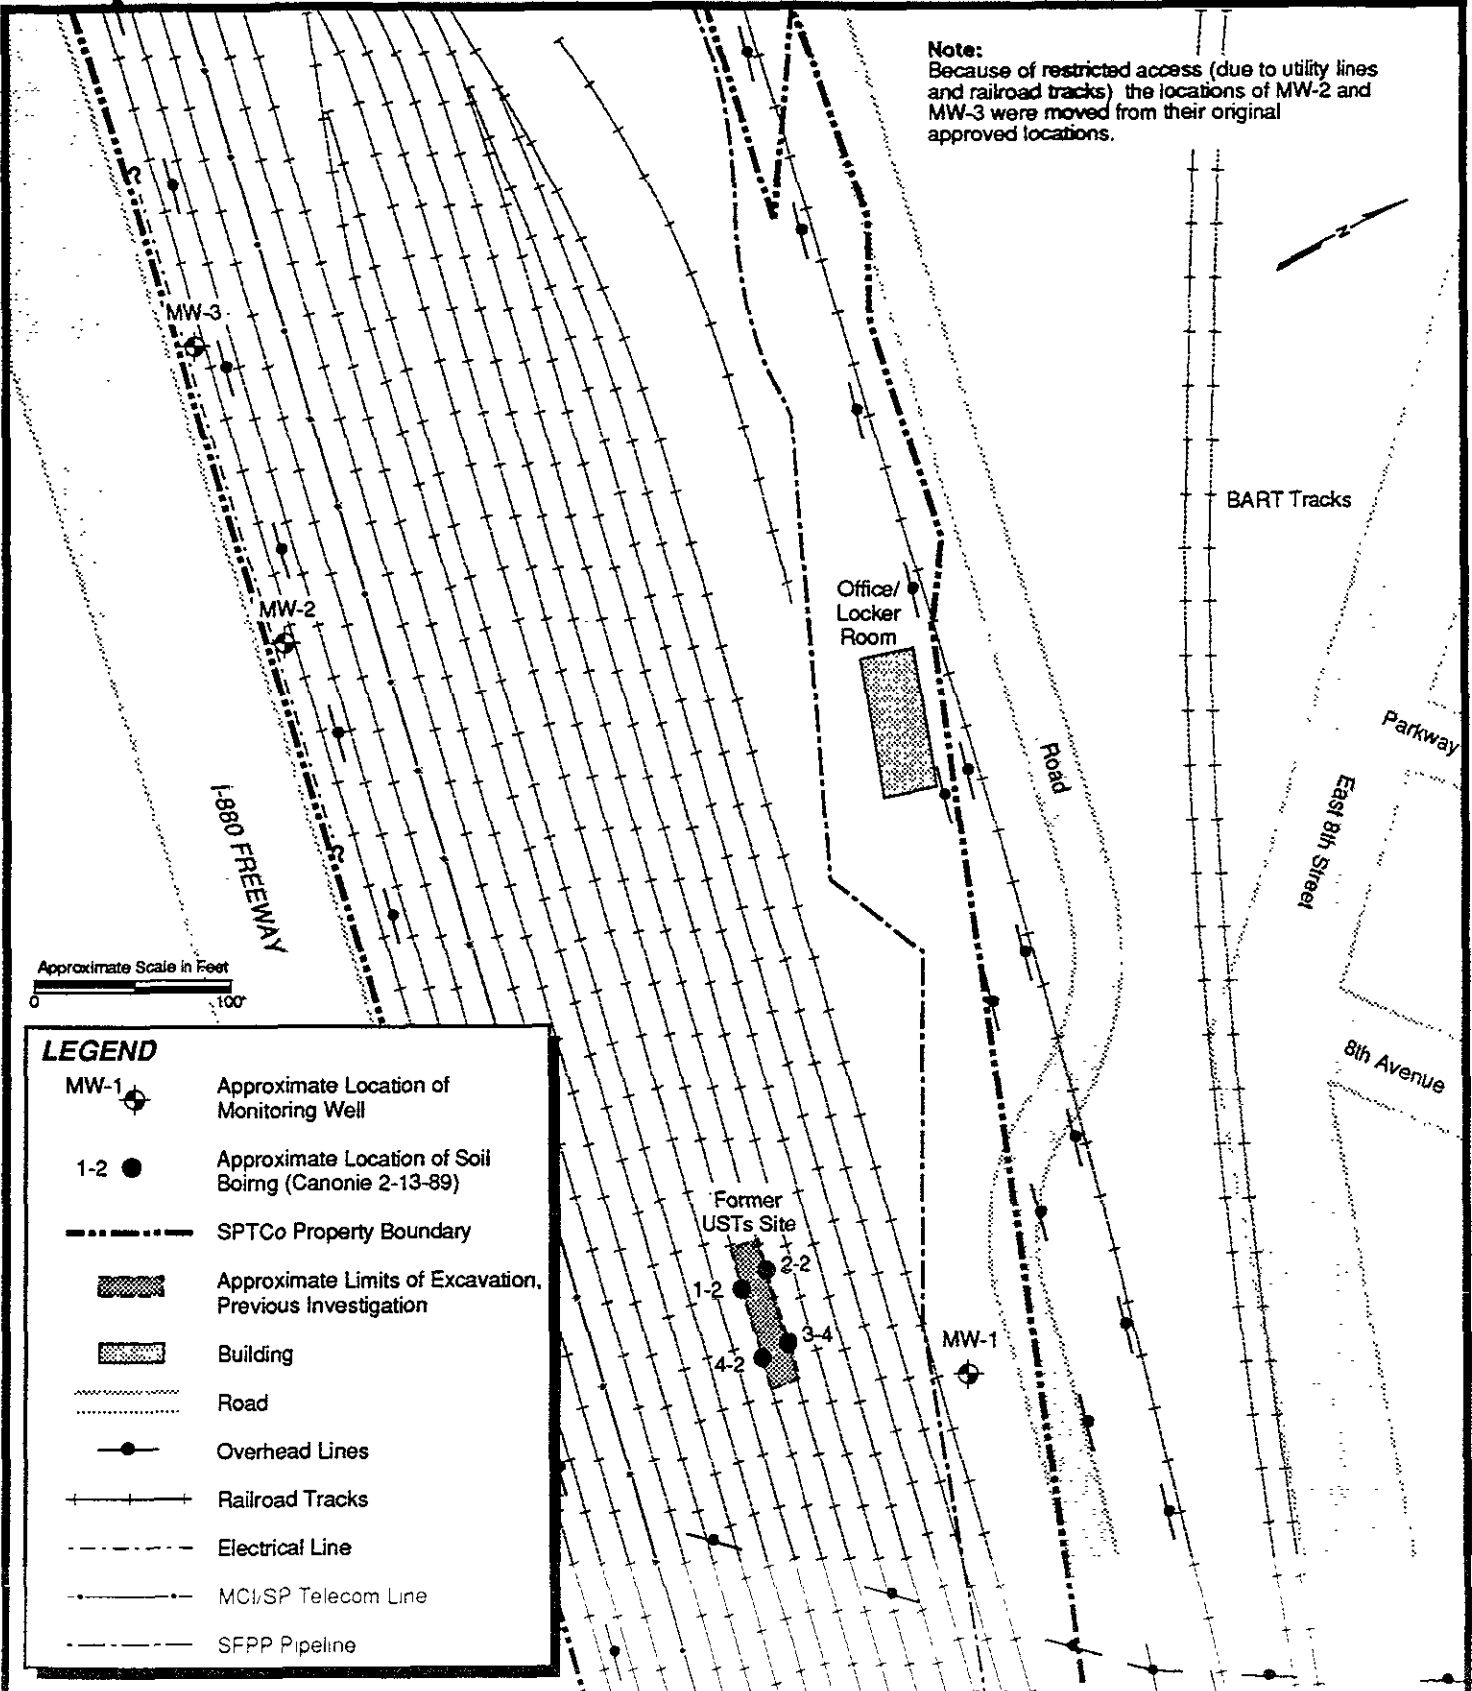 Note:
Because of restricted access (due to utility lines
and railroad tracks) the locations of MW-2 and
MW-3 were moved from their original
approved locations.
N
?
MW-3
BART Tracks
Office/
Locker
Room
MW-2
Parkway
Road
East 8th Street
I-880 FREEWAY
?
Approximate Scale in Feet
0 100'
8th Avenue
LEGEND
MW-1 Approximate Location of
Monitoring Well
1-2 Approximate Location of Soil
Boirng (Canonie 2-13-89)
SPTCo Property Boundary
Approximate Limits of Excavation,
Previous Investigation
Building
Road
Overhead Lines
Railroad Tracks
Electrical Line
MCI/SP Telecom Line
SFPP Pipeline
Former
USTs Site
2-2
1-2
3-4
4-2
MW-1